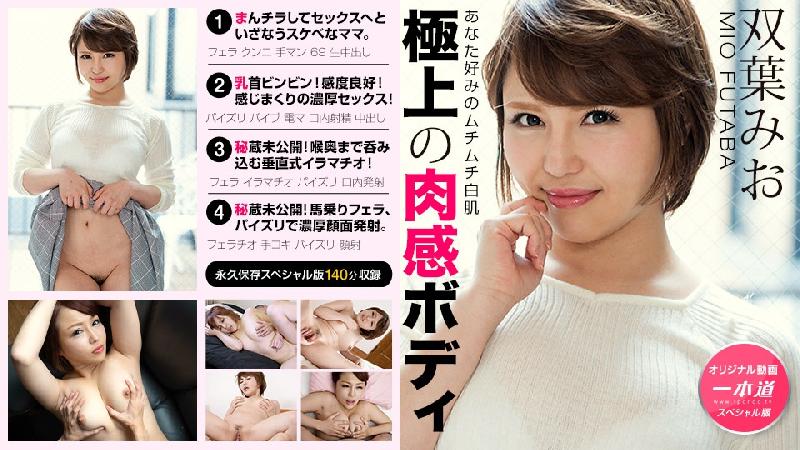 1 まんチラしてセックスへと
いざなうスケベなママ。
フェラ クンニ 手マン 69 生中出し
2 乳首ビンビン!感度良好!
感じまくりの濃厚セックス!
パイズリ バイブ 電マ 口内射精 中出し
3 秘蔵未公開!喉奥まで呑み
込む垂直式イラマチオ!
フェラ イラマチオ パイズリ 口内発射
4 秘蔵未公開!馬乗りフェラ、
パイズリで濃厚顔面発射。
フェラチオ 手コキ パイズリ 顔射
永久保存スペシャル版140分収録
極上の肉感ボディ
あなた好みのムチムチ白肌
双葉みお
MIO FUTABA
オリジナル動画
一本道
スペシャル版